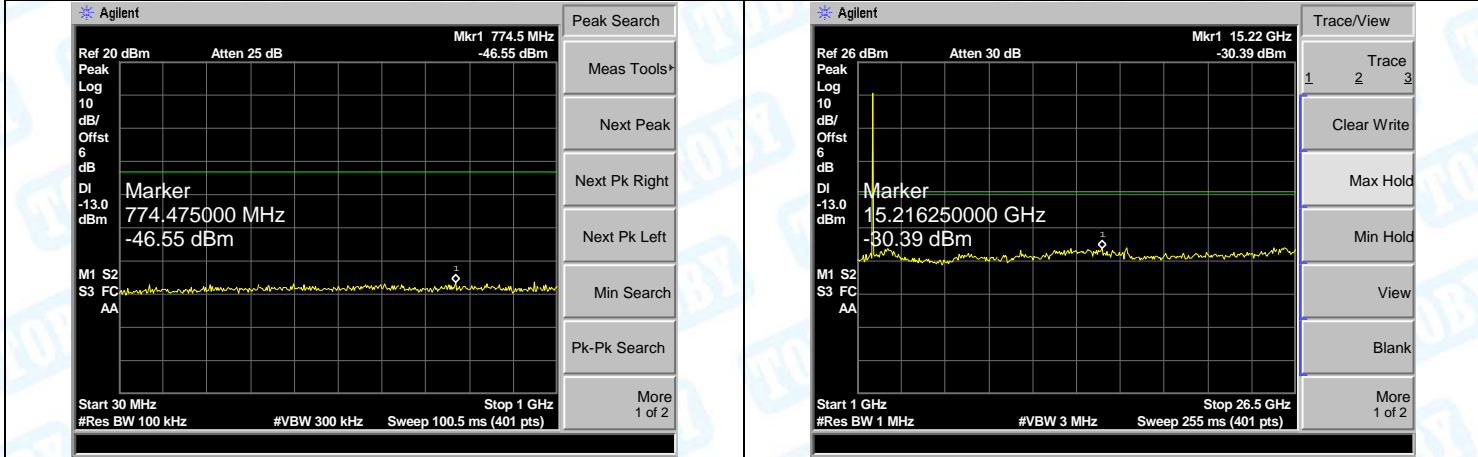 Agilent
Peak Search
Mkr1 774.5 MHz
Ref 20 dBm Atten 25 dB -46.55 dBm
Peak
Log
10
dB/
Offst
6
dB
DI
-13.0
dBm
Marker
774.475000 MHz
-46.55 dBm
1
M1 S2
S3 FC
AA
Start 30 MHz Stop 1 GHz
#Res BW 100 kHz #VBW 300 kHz Sweep 100.5 ms (401 pts)
Meas Tools
Next Peak
Next Pk Right
Next Pk Left
Min Search
Pk-Pk Search
More
1 of 2
Agilent
Trace/View
Mkr1 15.22 GHz
Ref 26 dBm Atten 30 dB -30.39 dBm
Peak
Log
10
dB/
Offst
6
dB
DI
-13.0
dBm
Marker
15.216250000 GHz
-30.39 dBm
1
M1 S2
S3 FC
AA
Start 1 GHz Stop 26.5 GHz
#Res BW 1 MHz #VBW 3 MHz Sweep 255 ms (401 pts)
Trace
1 2 3
Clear Write
Max Hold
Min Hold
View
Blank
More
1 of 2
TOBY